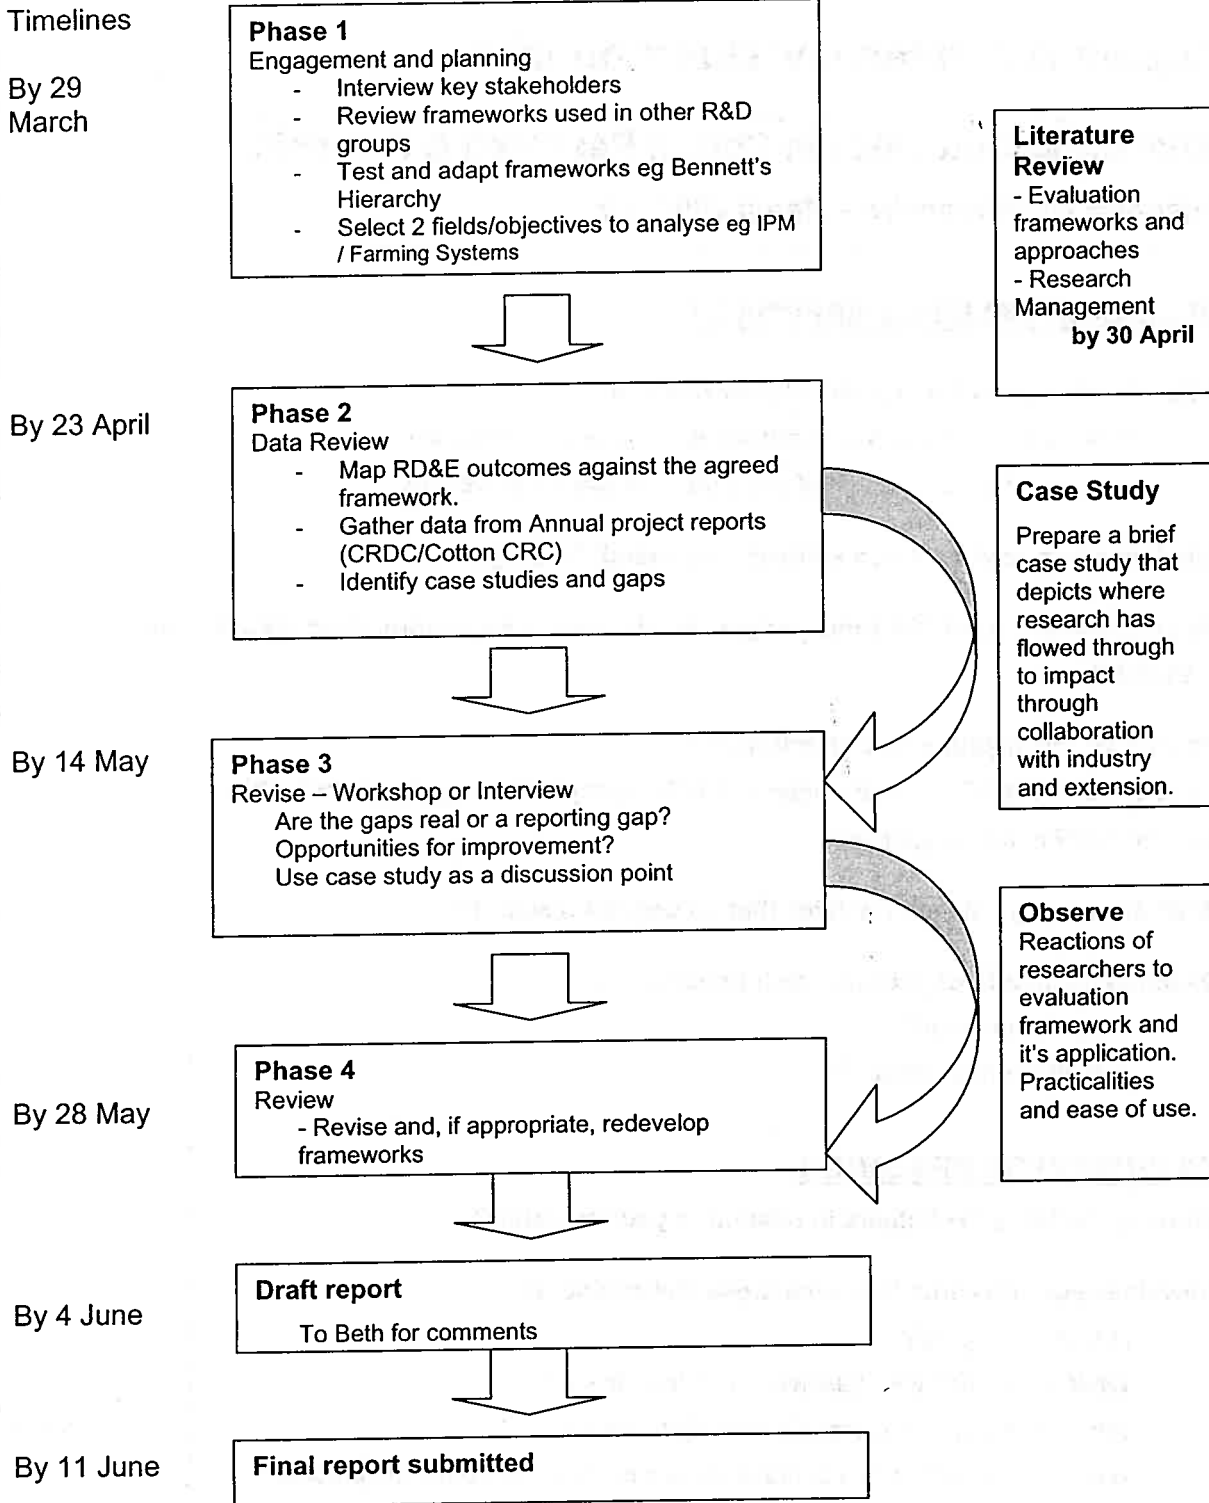 Timelines
By 29
March
Phase 1
Engagement and planning
- Interview key stakeholders
- Review frameworks used in other R&D
groups
- Test and adapt frameworks eg Bennett's
Hierarchy
- Select 2 fields/objectives to analyse eg IPM
/ Farming Systems
Literature
Review
- Evaluation
frameworks and
approaches
- Research
Management
by 30 April
By 23 April
Phase 2
Data Review
- Map RD&E outcomes against the agreed
framework.
- Gather data from Annual project reports
(CRDC/Cotton CRC)
- Identify case studies and gaps
Case Study
Prepare a brief
case study that
depicts where
research has
flowed through
to impact
through
collaboration
with industry
and extension.
By 14 May
Phase 3
Revise – Workshop or Interview
Are the gaps real or a reporting gap?
Opportunities for improvement?
Use case study as a discussion point
Observe
Reactions of
researchers to
evaluation
framework and
it's application.
Practicalities
and ease of use.
By 28 May
Phase 4
Review
- Revise and, if appropriate, redevelop
frameworks
By 4 June
Draft report
To Beth for comments
By 11 June
Final report submitted